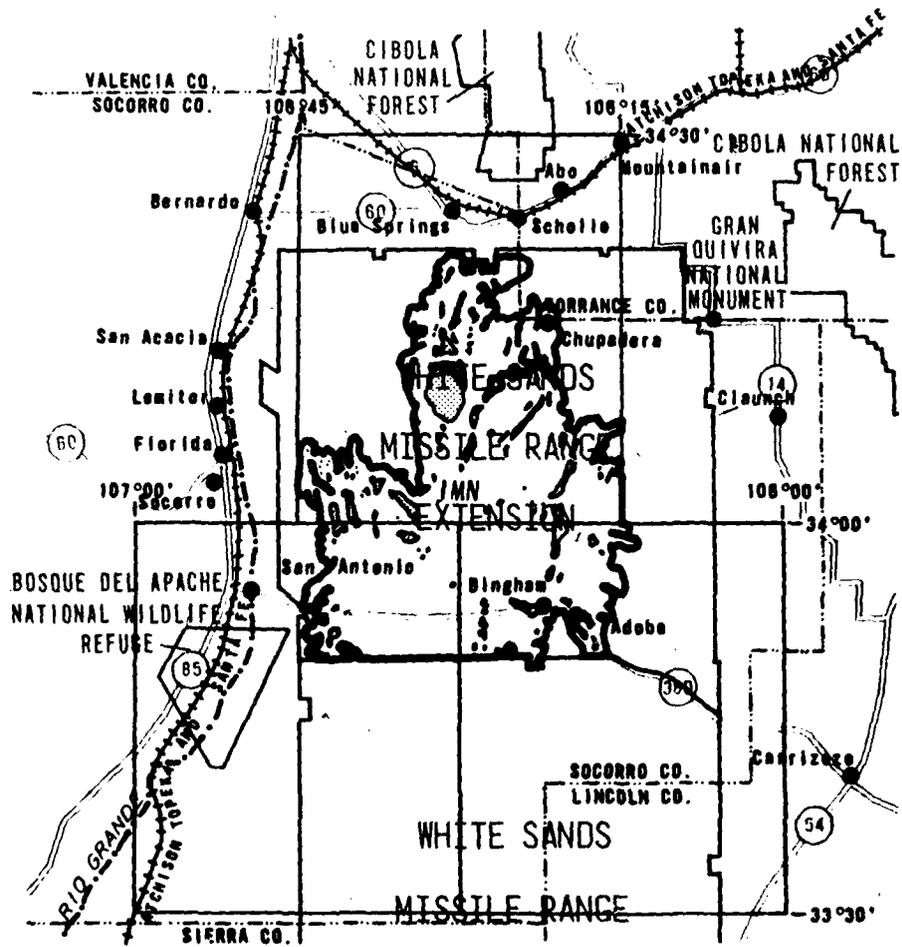 CIBOLA
NATIONAL
FOREST
ATCHISON TOPEKA AND SANTA FE
60
VALENCIA CO.
SOCORRO CO.
106°45'
106°15'
34°30'
CIBOLA NATIONAL
FOREST
Mountainair
Abo
Bernardo
60
Blue Springs
Scholle
GRAN
QUIVIRA
NATIONAL
MONUMENT
TORRANCE CO.
San Acacia
Chupadera
WHITE SANDS
14
Lemitar
Claunch
60
Florida
MISSILE RANGE
107°00'
IMN
106°00'
Socorro
EXTENSION
34°00'
San Antonio
BOSQUE DEL APACHE
NATIONAL WILDLIFE
REFUGE
Bingham
Adobe
85
380
Carrizozo
SOCORRO CO.
LINCOLN CO.
54
WHITE SANDS
RIO GRANDE
ATCHISON TOPEKA AND SANTA FE
MISSILE RANGE
33°30'
SIERRA CO.